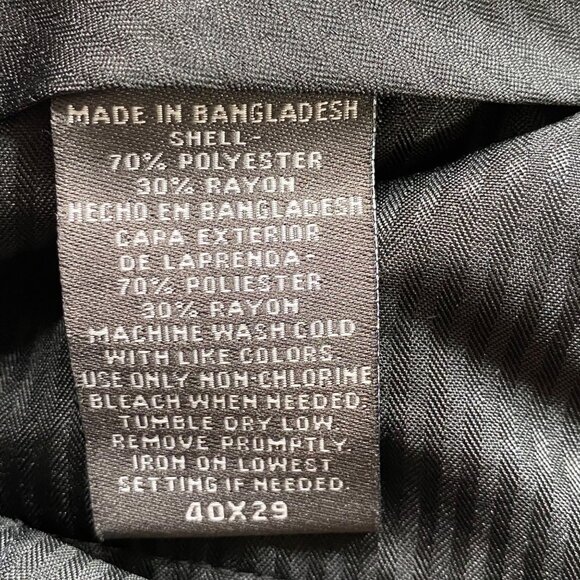 MADE IN BANGLADESH
SHELL-
70% POLYESTER
30% RAYON
HECHO EN BANGLADESH
CAPA EXTERIOR
DE LAPRENDA-
70% POLIESTER
30% RAYON
MACHINE WASH COLD
WITH LIKE COLORS.
USE ONLY NON-CHLORINE
BLEACH WHEN NEEDED
TUMBLE DRY LOW.
REMOVE PROMPTLY.
IRON ON LOWEST
SETTING IF NEEDED.
40X29